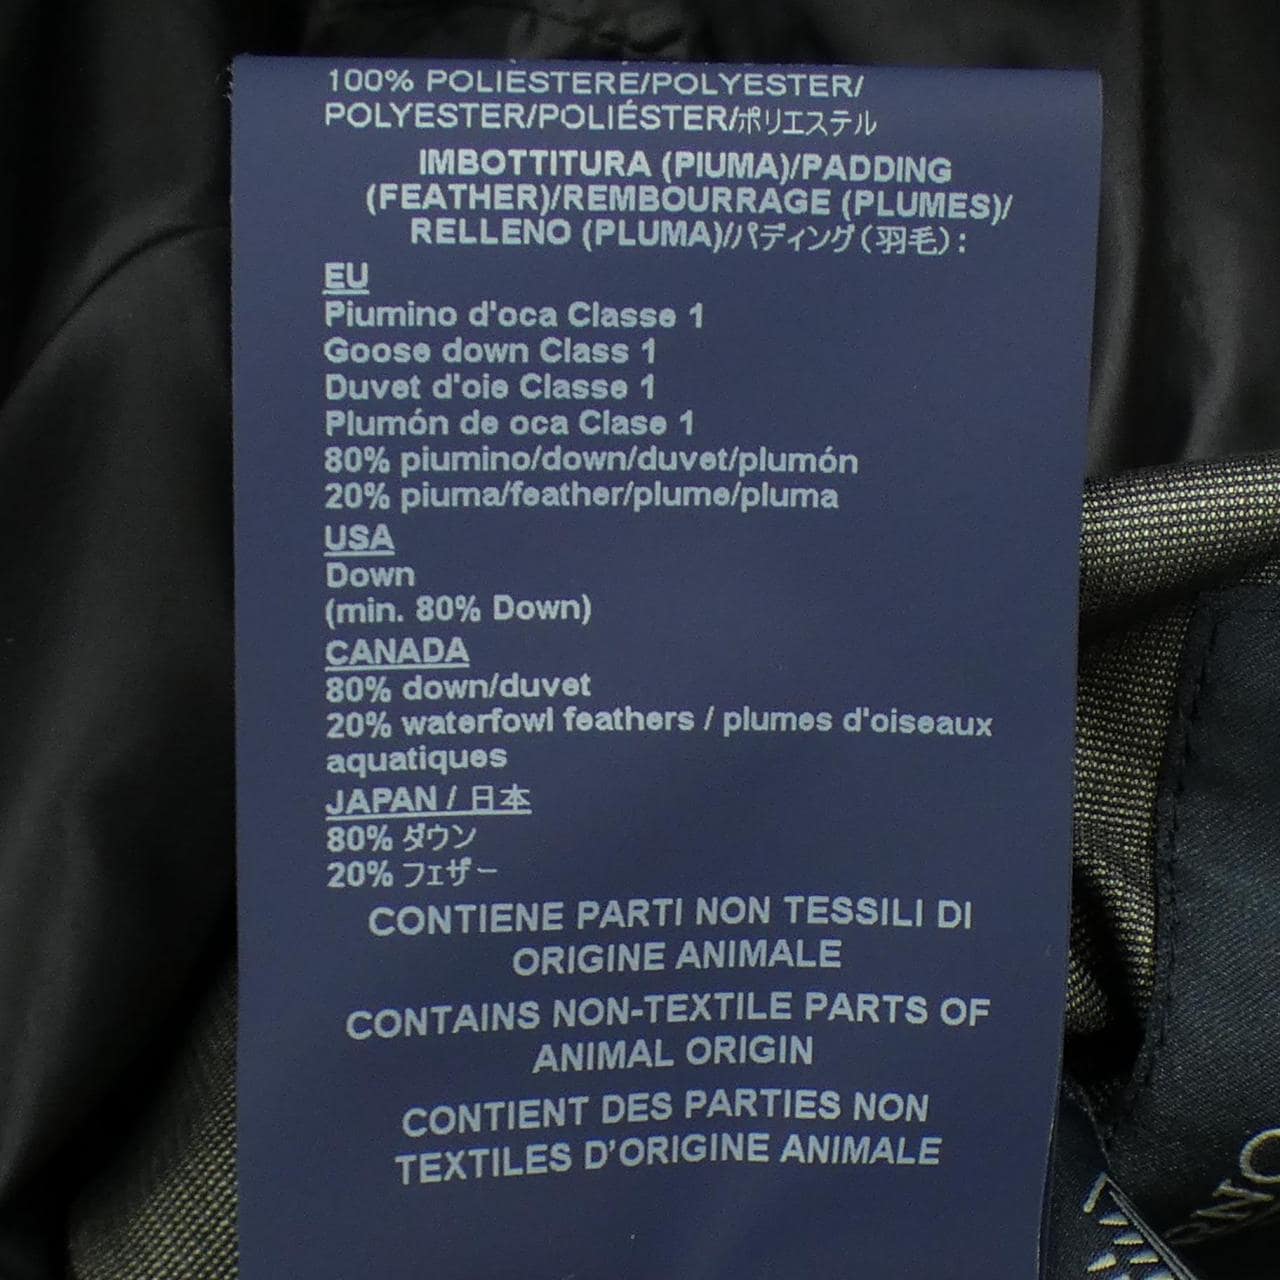 100% POLIESTERE/POLYESTER/
POLYESTER/POLIÉSTER/ポリエステル
IMBOTTITURA (PIUMA)/PADDING
(FEATHER)/REMBOURRAGE (PLUMES)/
RELLENO (PLUMA)/パディング(羽毛):
EU
Piumino d'oca Classe 1
Goose down Class 1
Duvet d'oie Classe 1
Plumón de oca Clase 1
80% piumino/down/duvet/plumón
20% piuma/feather/plume/pluma
USA
Down
(min. 80% Down)
CANADA
80% down/duvet
20% waterfowl feathers / plumes d'oiseaux
aquatiques
JAPAN / 日本
80% ダウン
20% フェザー
CONTIENE PARTI NON TESSILI DI
ORIGINE ANIMALE
CONTAINS NON-TEXTILE PARTS OF
ANIMAL ORIGIN
CONTIENT DES PARTIES NON
TEXTILES D'ORIGINE ANIMALE